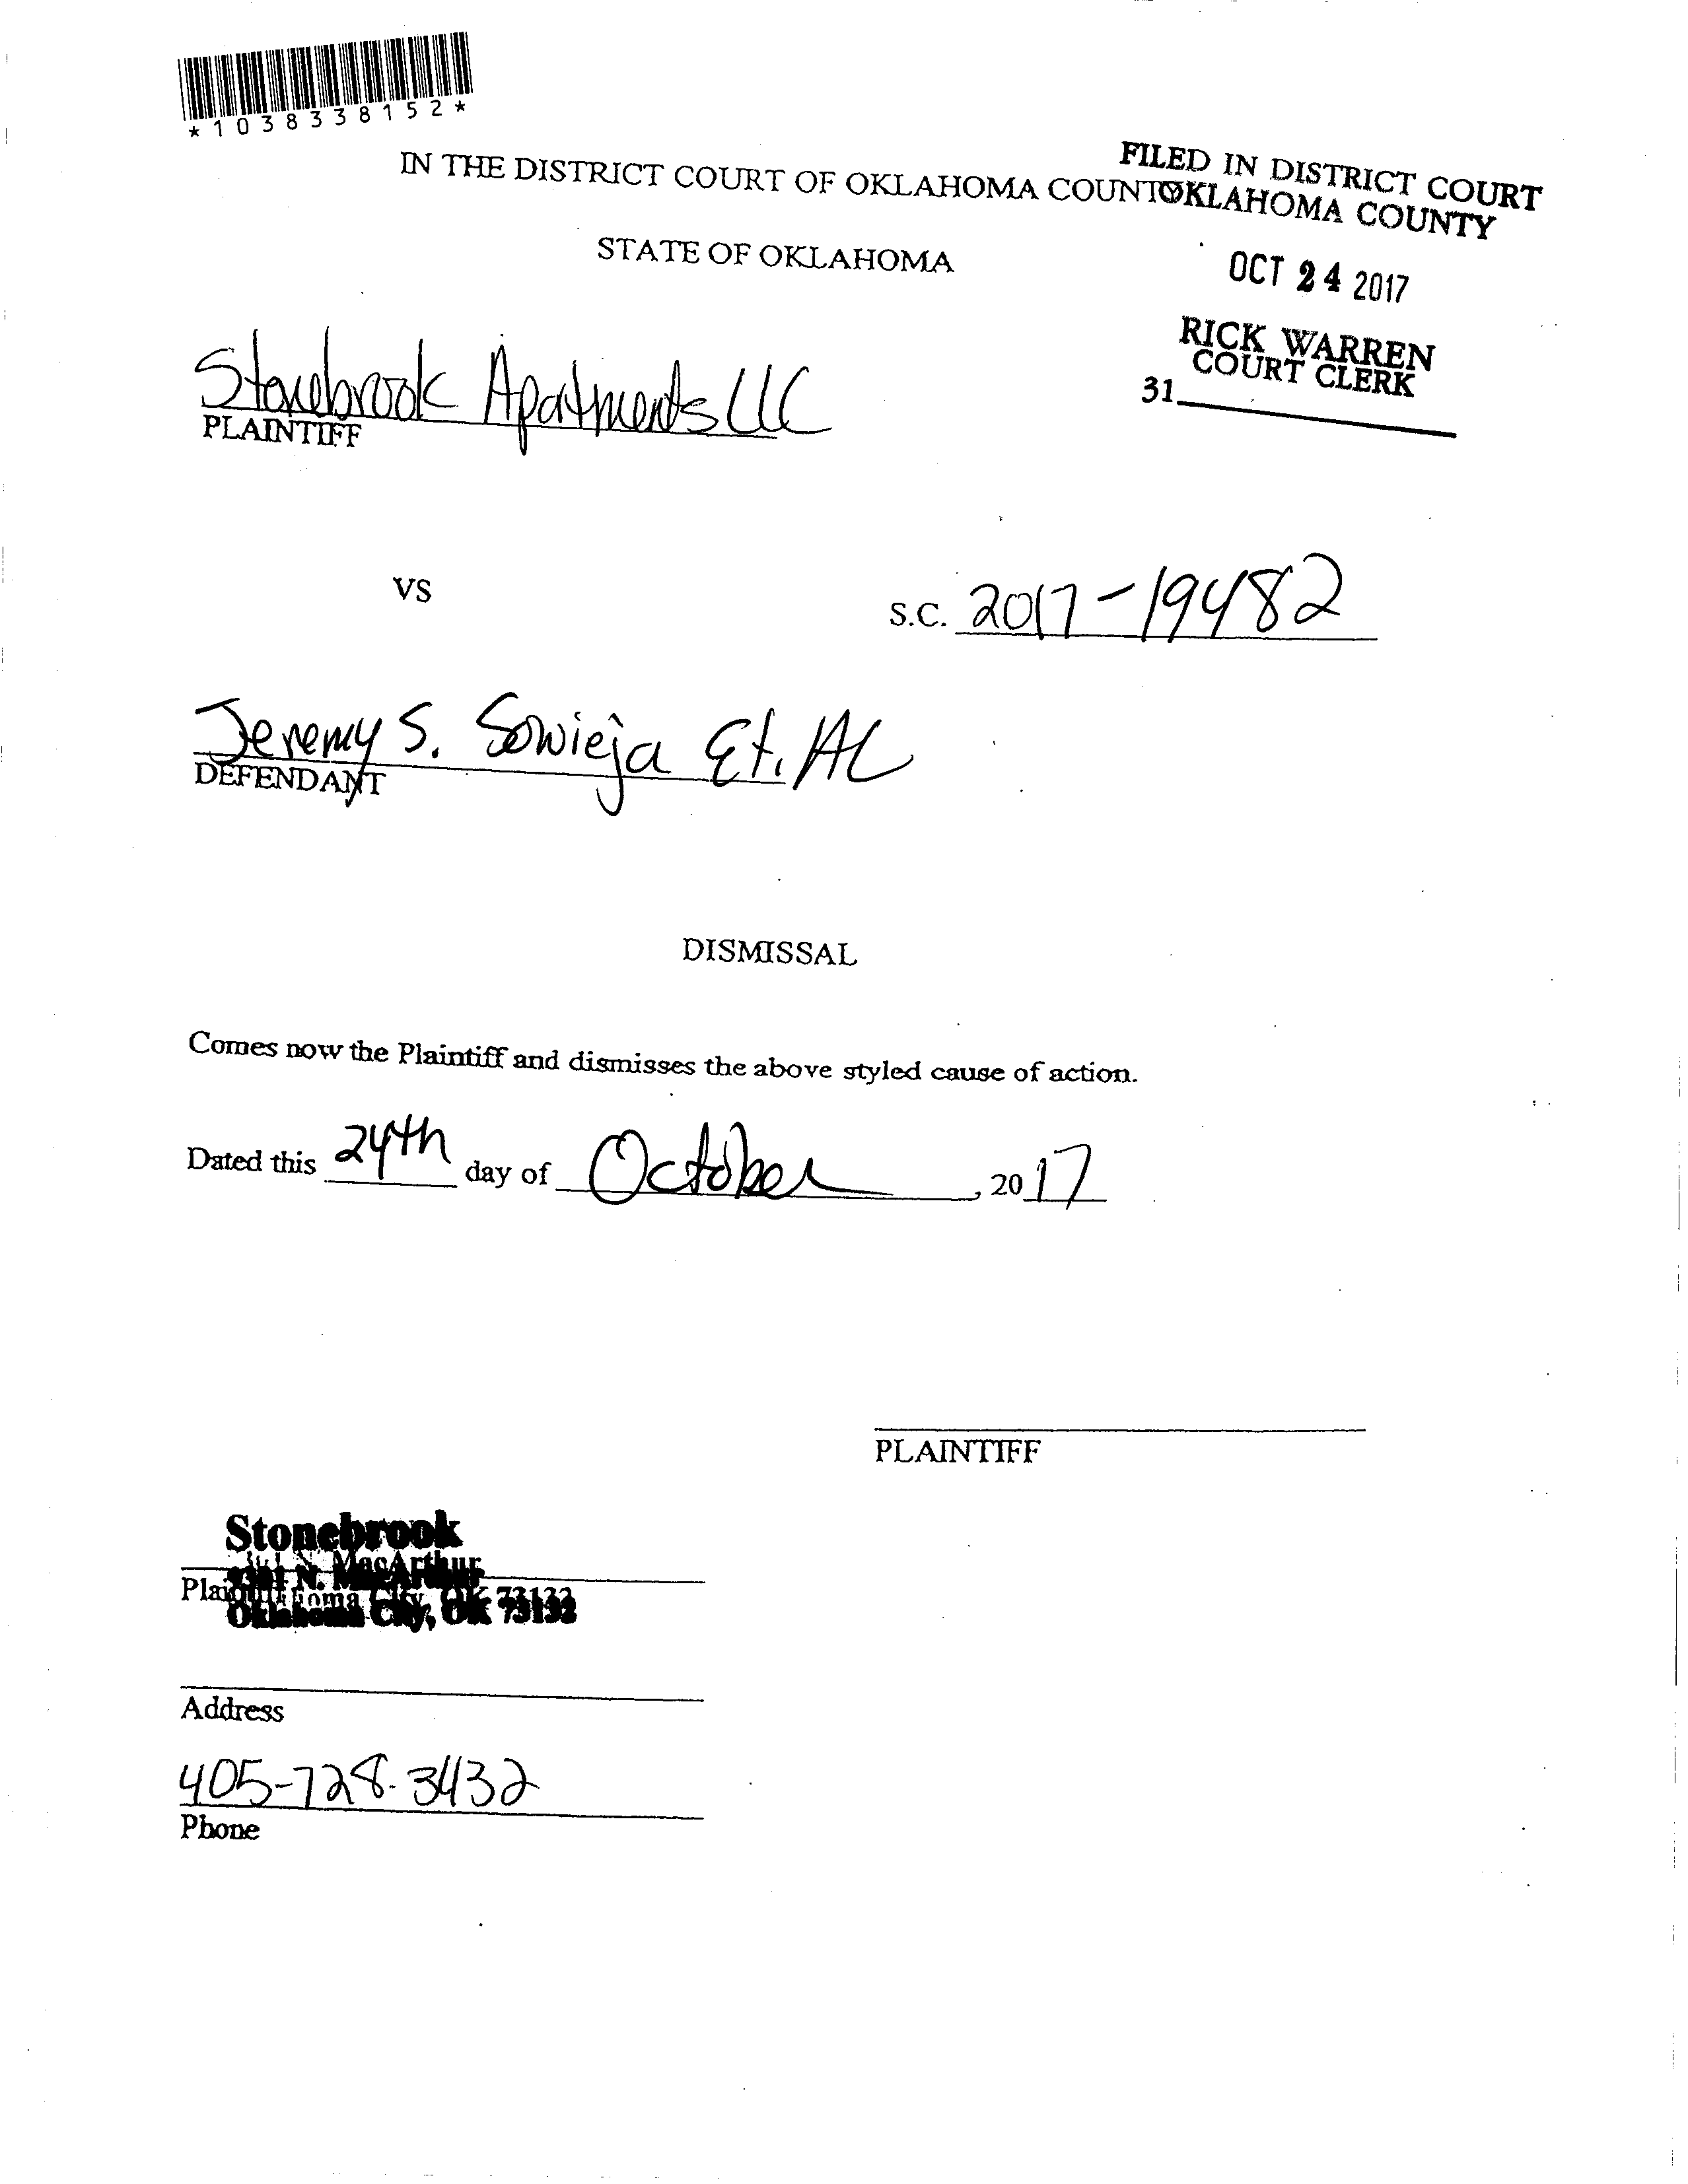 *1038338152*
FILED IN DISTRICT COURT
OKLAHOMA COUNTY
IN THE DISTRICT COURT OF OKLAHOMA COUNT
STATE OF OKLAHOMA
OCT 24 2017
RICK WARREN
COURT CLERK
31
Stonebrook Apartments LLC
PLAINTIFF
VS
S.C. 2017-19482
Jeremy S. Sowieja Et. AL
DEFENDANT
DISMISSAL
Comes now the Plaintiff and dismisses the above styled cause of action.
Dated this 24th day of October, 2017
PLAINTIFF
Stonebrook
N. MacArthur
Oklahoma City, OK 73132
Address
405-728-3432
Phone